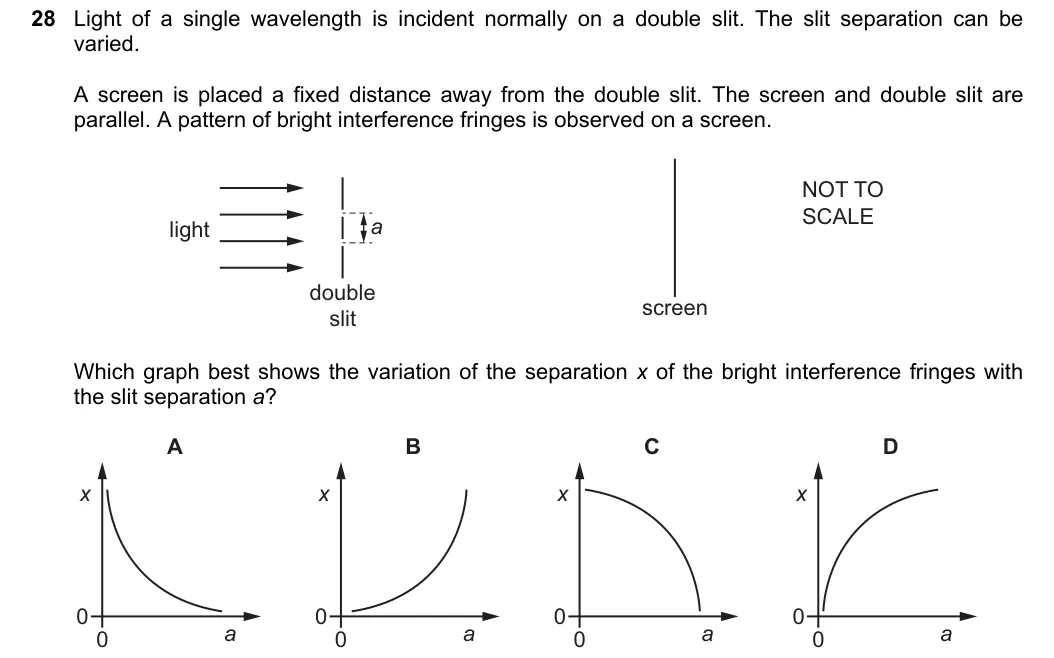 28 Light of a single wavelength is incident normally on a double slit. The slit separation can be
varied.
A screen is placed a fixed distance away from the double slit. The screen and double slit are
parallel. A pattern of bright interference fringes is observed on a screen.
NOT TO
SCALE
light
a
double
slit
screen
Which graph best shows the variation of the separation x of the bright interference fringes with
the slit separation a?
A B C D
x x x x
0 0 0 0
0 a 0 a 0 a 0 a